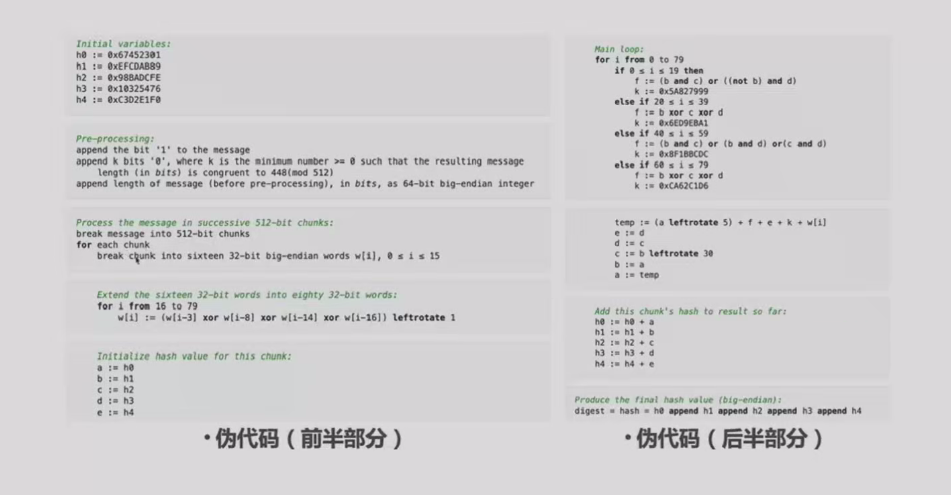 Initial variables:
h0 := 0x67452301
h1 := 0xEFCDAB89
h2 := 0x98BADCFE
h3 := 0x10325476
h4 := 0xC3D2E1F0
Pre-processing:
append the bit '1' to the message
append k bits '0', where k is the minimum number >= 0 such that the resulting message
length (in bits) is congruent to 448(mod 512)
append length of message (before pre-processing), in bits, as 64-bit big-endian integer
Process the message in successive 512-bit chunks:
break message into 512-bit chunks
for each chunk
break chunk into sixteen 32-bit big-endian words w[i], 0 ≤ i ≤ 15
Extend the sixteen 32-bit words into eighty 32-bit words:
for i from 16 to 79
w[i] := (w[i-3] xor w[i-8] xor w[i-14] xor w[i-16]) leftrotate 1
Initialize hash value for this chunk:
a := h0
b := h1
c := h2
d := h3
e := h4
•伪代码（前半部分）
Main loop:
for i from 0 to 79
if 0 ≤ i ≤ 19 then
f := (b and c) or ((not b) and d)
k := 0x5A827999
else if 20 ≤ i ≤ 39
f := b xor c xor d
k := 0x6ED9EBA1
else if 40 ≤ i ≤ 59
f := (b and c) or (b and d) or(c and d)
k := 0x8F1BBCDC
else if 60 ≤ i ≤ 79
f := b xor c xor d
k := 0xCA62C1D6
temp := (a leftrotate 5) + f + e + k + w[i]
e := d
d := c
c := b leftrotate 30
b := a
a := temp
Add this chunk's hash to result so far:
h0 := h0 + a
h1 := h1 + b
h2 := h2 + c
h3 := h3 + d
h4 := h4 + e
Produce the final hash value (big-endian):
digest = hash = h0 append h1 append h2 append h3 append h4
•伪代码（后半部分）